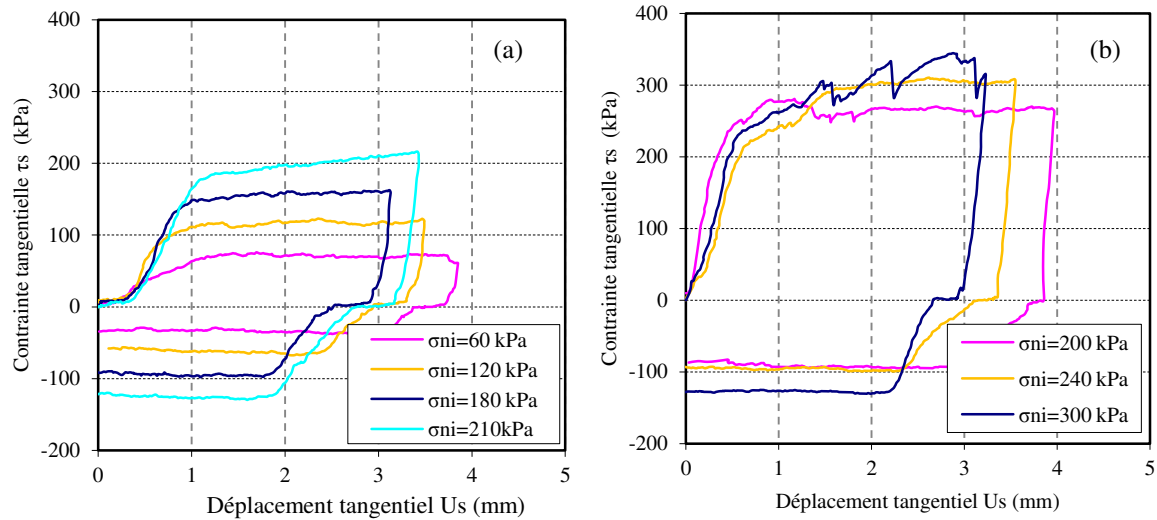 (a)
Contrainte tangentielle τs (kPa)
400
300
200
100
0
-100
-200
0 1 2 3 4 5
Déplacement tangentiel Us (mm)
σni=60 kPa
σni=120 kPa
σni=180 kPa
σni=210kPa
(b)
Contrainte tangentielle τs (kPa)
400
300
200
100
0
-100
-200
0 1 2 3 4 5
Déplacement tangentiel Us (mm)
σni=200 kPa
σni=240 kPa
σni=300 kPa